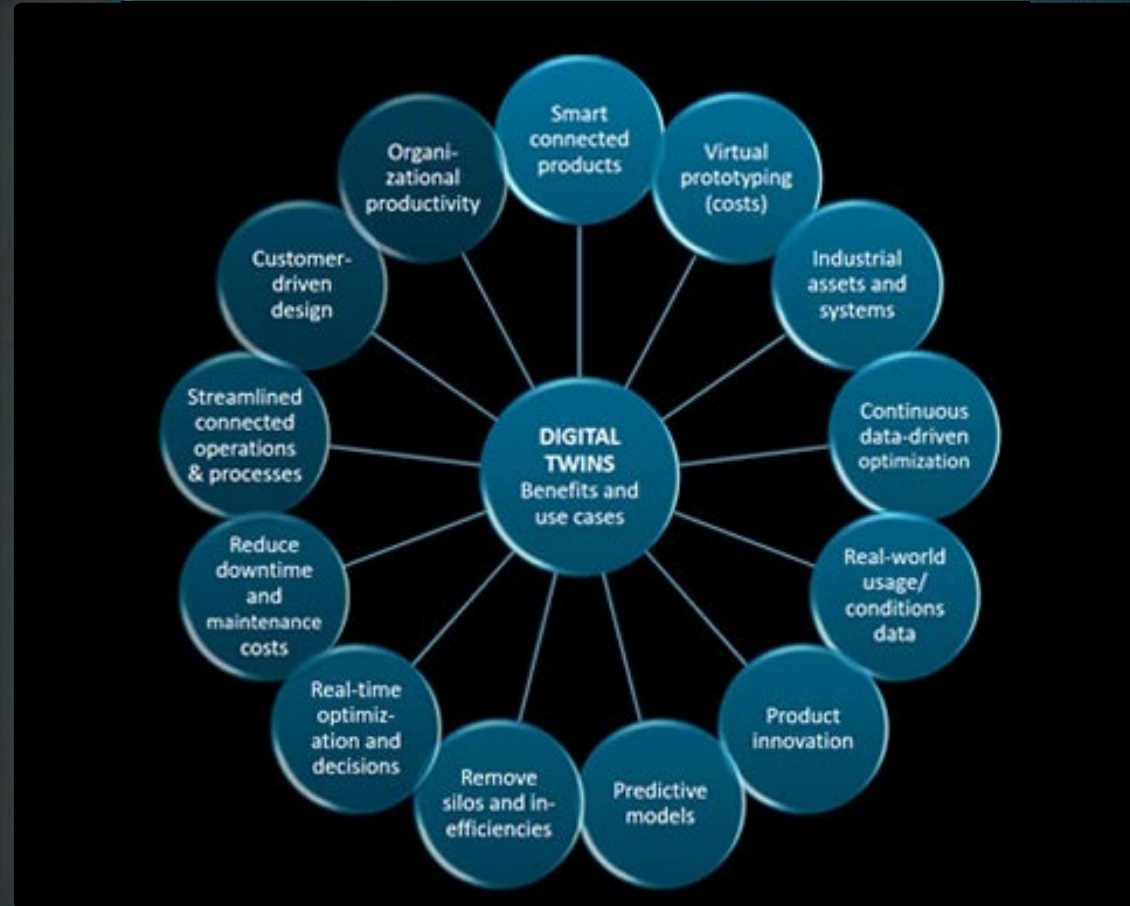 Smart
connected
products
Virtual
prototyping
(costs)
Industrial
assets and
systems
Continuous
data-driven
optimization
Real-world
usage/
conditions
data
Product
innovation
Predictive
models
Remove
silos and in-
efficiencies
Real-time
optimiz-
ation and
decisions
Reduce
downtime
and
maintenance
costs
Streamlined
connected
operations
& processes
Customer-
driven
design
Organi-
zational
productivity
DIGITAL
TWINS
Benefits and
use cases